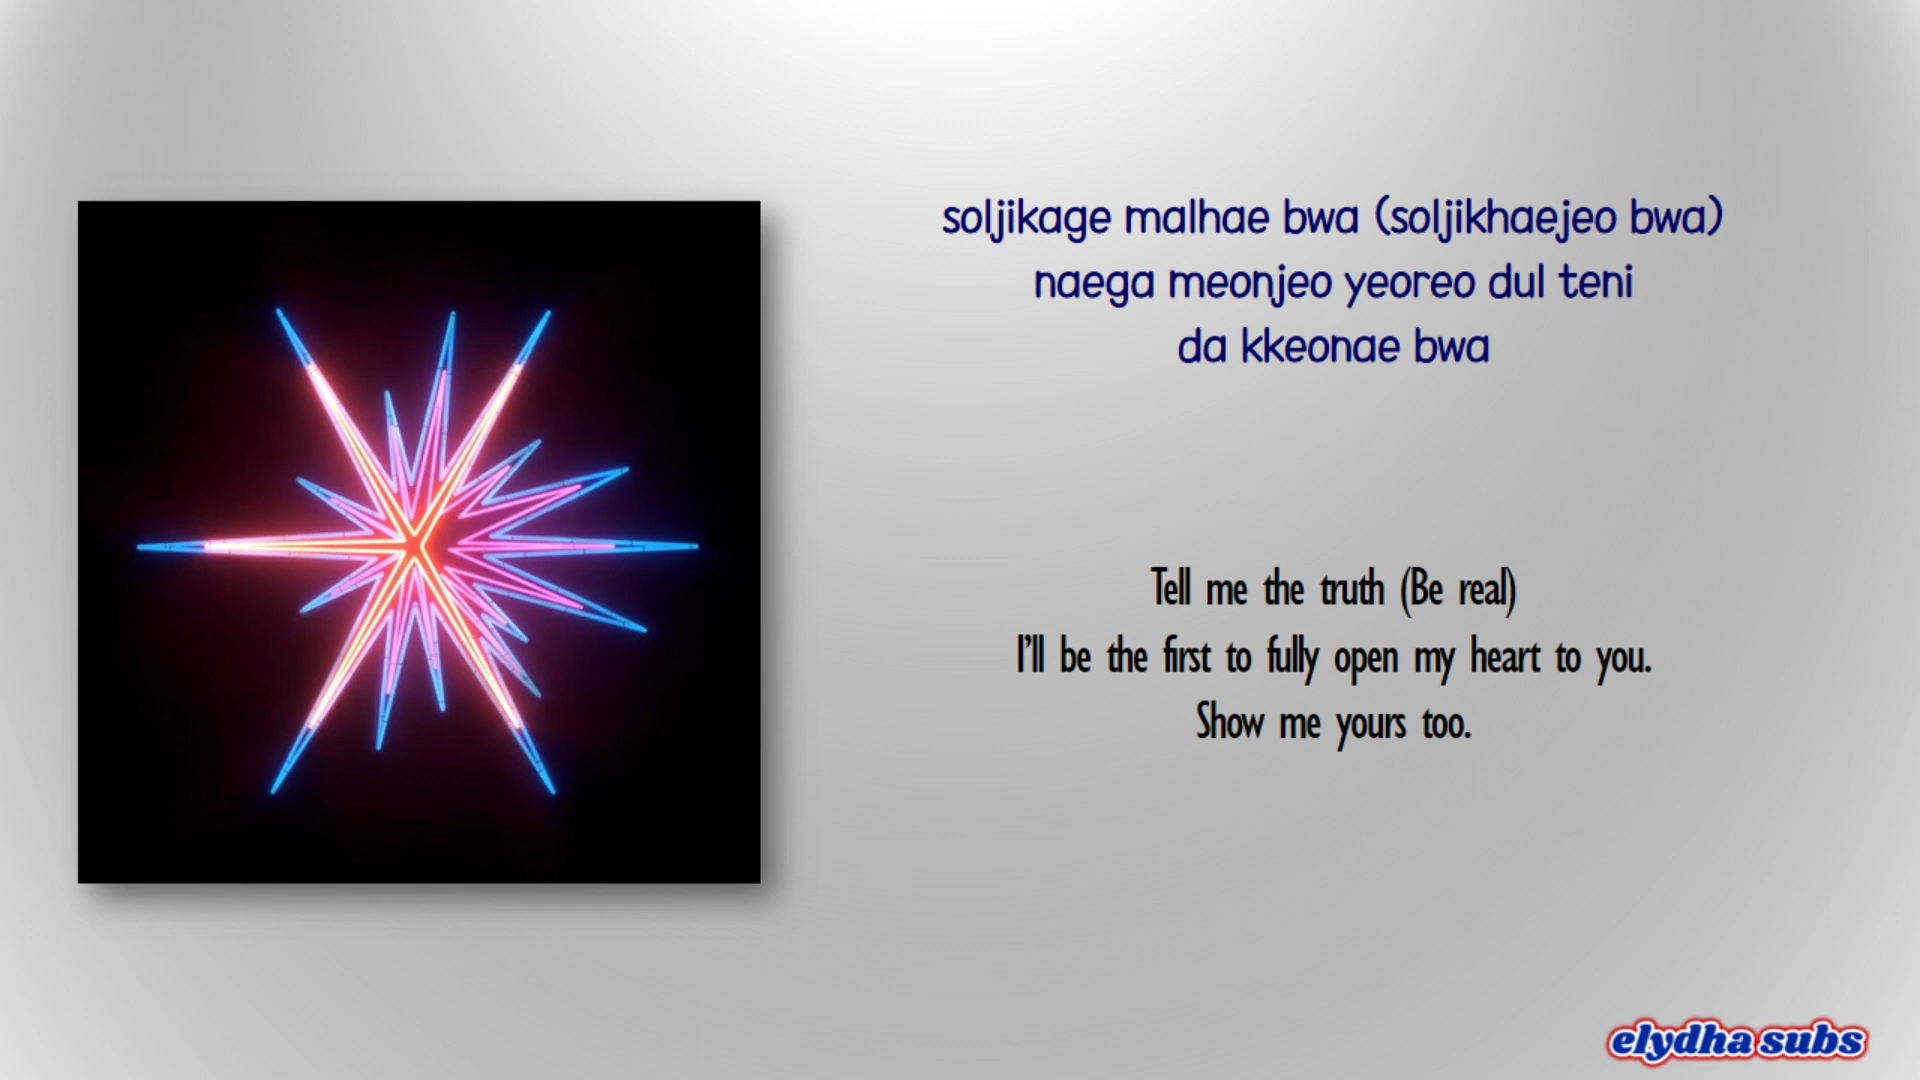 soljikage malhae bwa (soljikhaejeo bwa)
naega meonjeo yeoreo dul teni
da kkeonae bwa
Tell me the truth (Be real)
I'll be the first to fully open my heart to you.
Show me yours too.
elydha subs